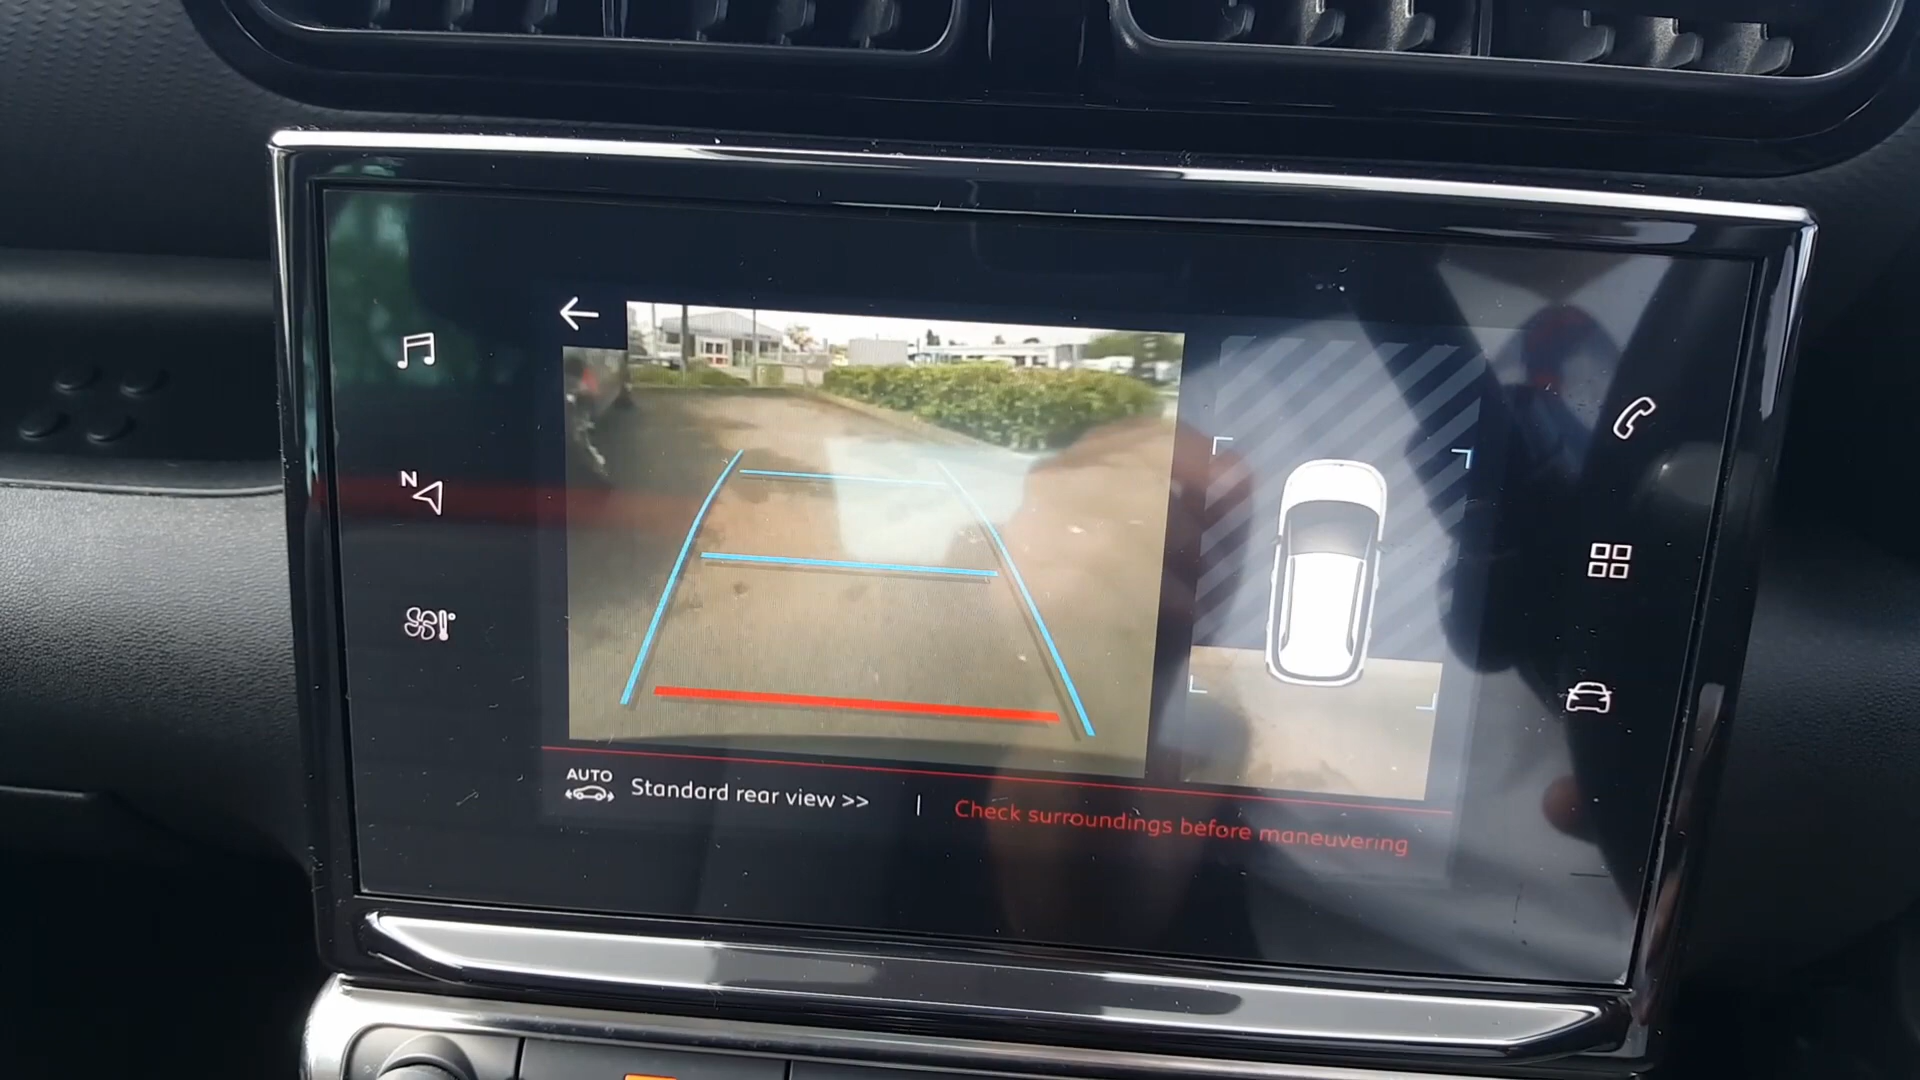 N
AUTO
Standard rear view >>
|
Check surroundings before maneuvering